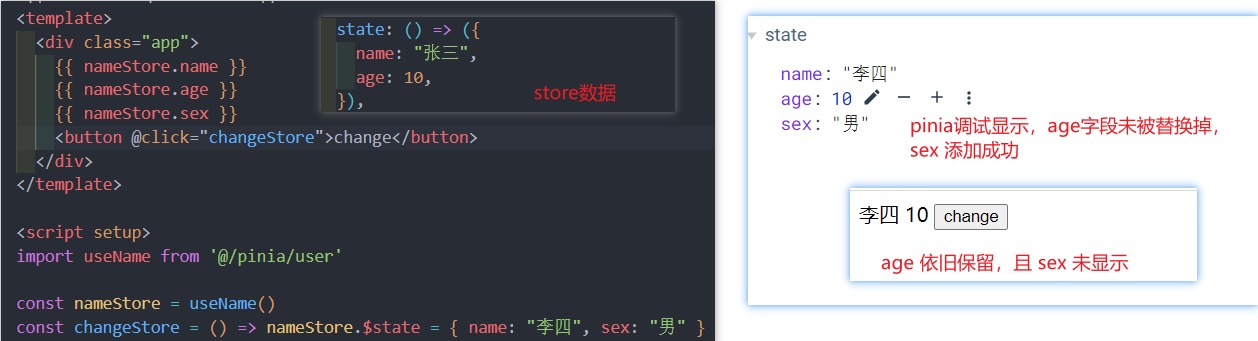 <template>
<div class="app">
{{ nameStore.name }}
{{ nameStore.age }}
{{ nameStore.sex }}
<button @click="changeStore">change</button>
</div>
</template>
<script setup>
import useName from '@/pinia/user'
const nameStore = useName()
const changeStore = () => nameStore.$state = { name: "李四", sex: "男" }
state: () => ({
name: "张三",
age: 10,
}),
store数据
state
name: "李四"
age: 10
sex: "男"
pinia调试显示，age字段未被替换掉，
sex 添加成功
李四 10 change
age 依旧保留，且 sex 未显示